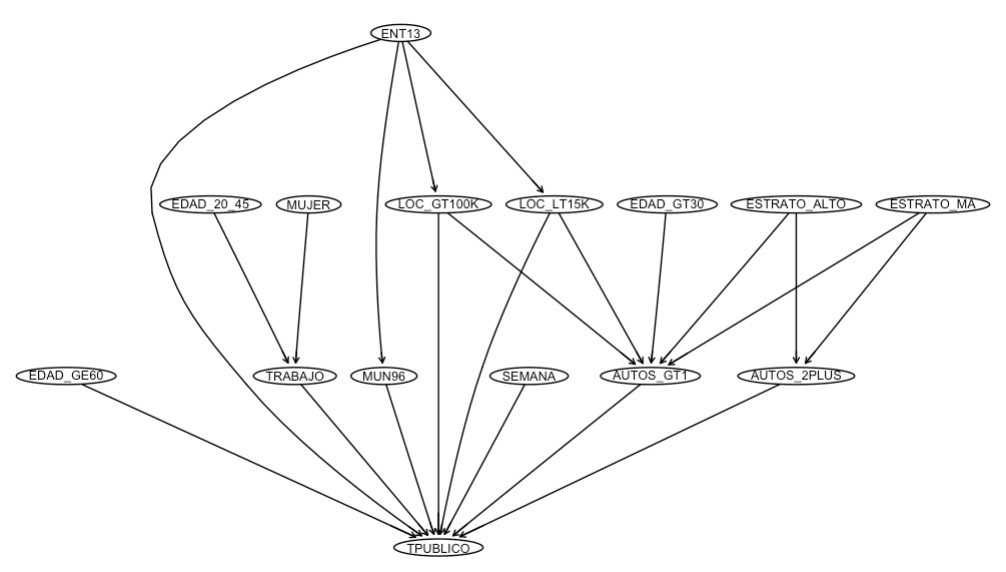 ENT13
EDAD_20_45
MUJER
LOC_GT100K
LOC_LT15K
EDAD_GT30
ESTRATO_ALTO
ESTRATO_MA
EDAD_GE60
TRABAJO
MUN96
SEMANA
AUTOS_GT1
AUTOS_2PLUS
TPUBLICO